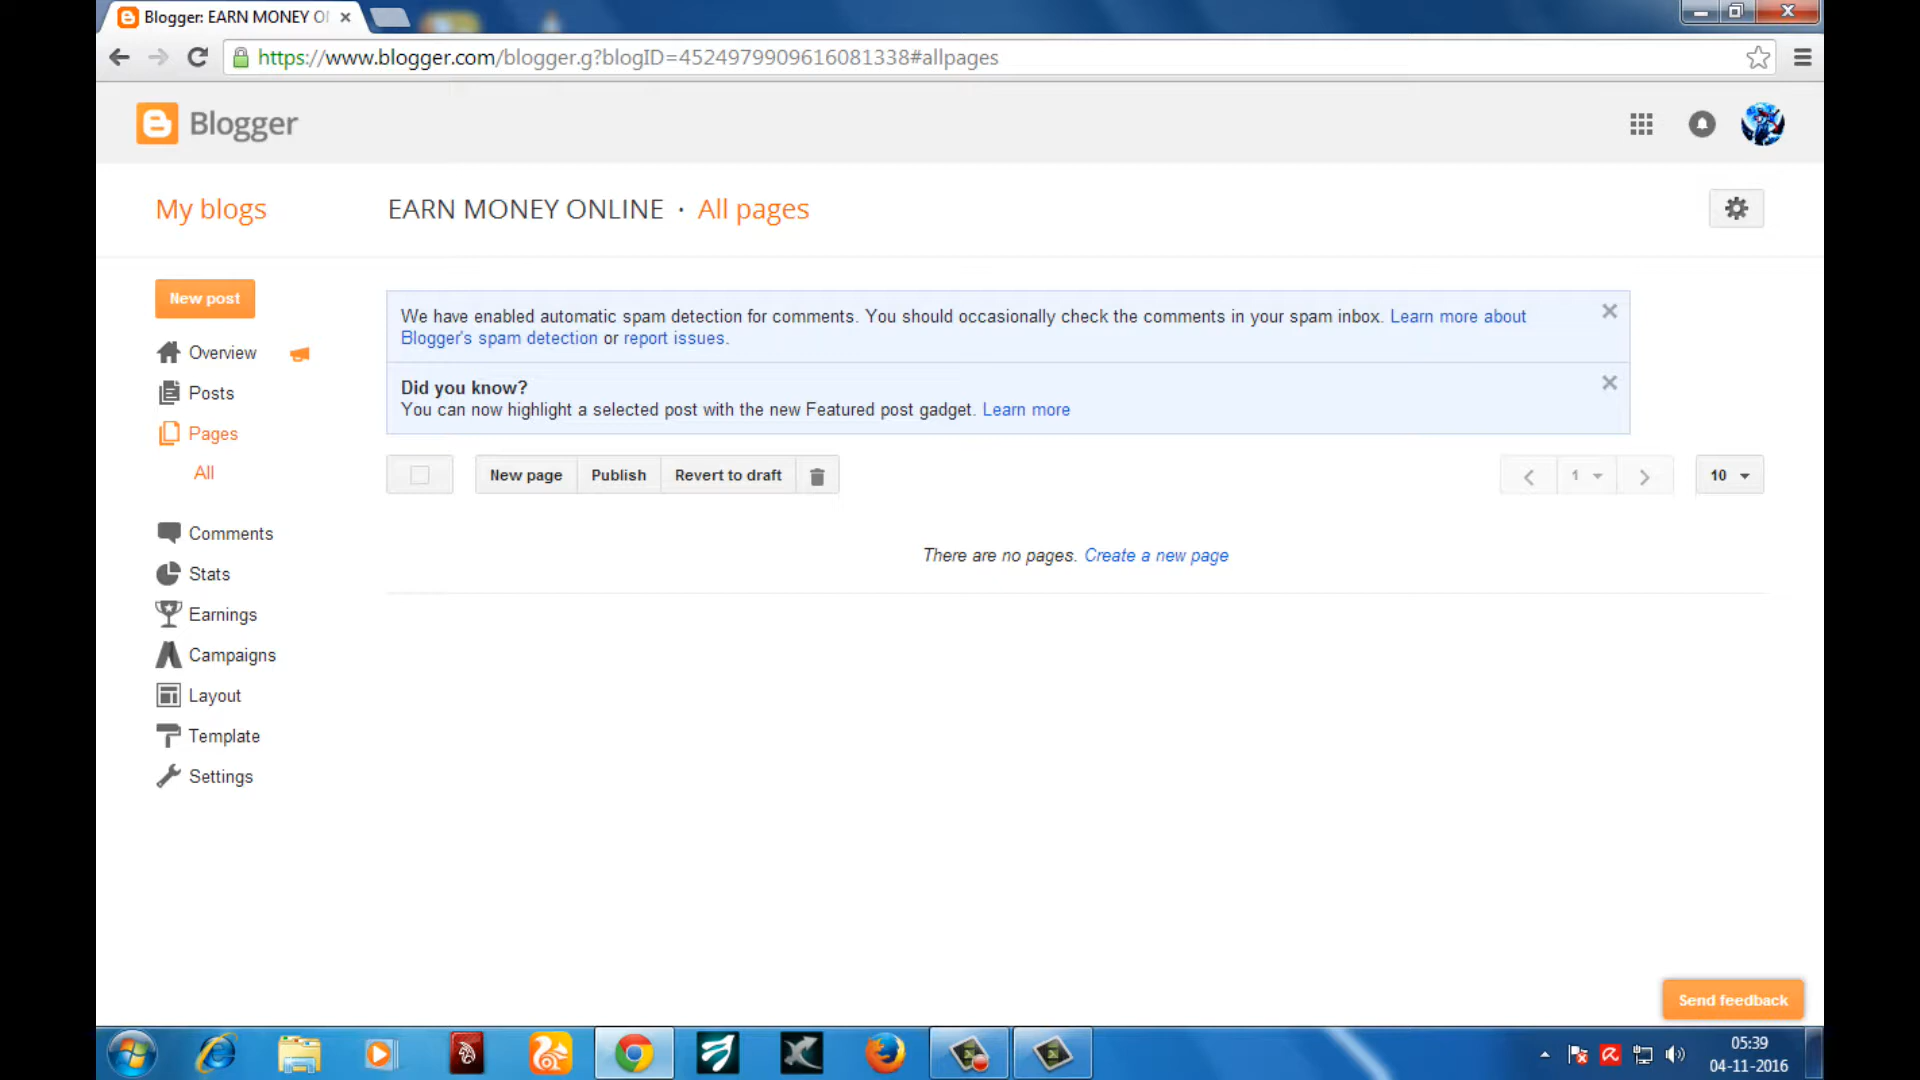 Blogger: EARN MONEY O
https://www.blogger.com/blogger.g?blogID=4524979909616081338#allpages
Blogger
My blogs
EARN MONEY ONLINE · All pages
New post
We have enabled automatic spam detection for comments. You should occasionally check the comments in your spam inbox. Learn more about
Blogger's spam detection or report issues.
Did you know?
You can now highlight a selected post with the new Featured post gadget. Learn more
Overview
Posts
Pages
All
Comments
Stats
Earnings
Campaigns
Layout
Template
Settings
New page Publish Revert to draft
1
10
There are no pages. Create a new page
Send feedback
05:39
04-11-2016